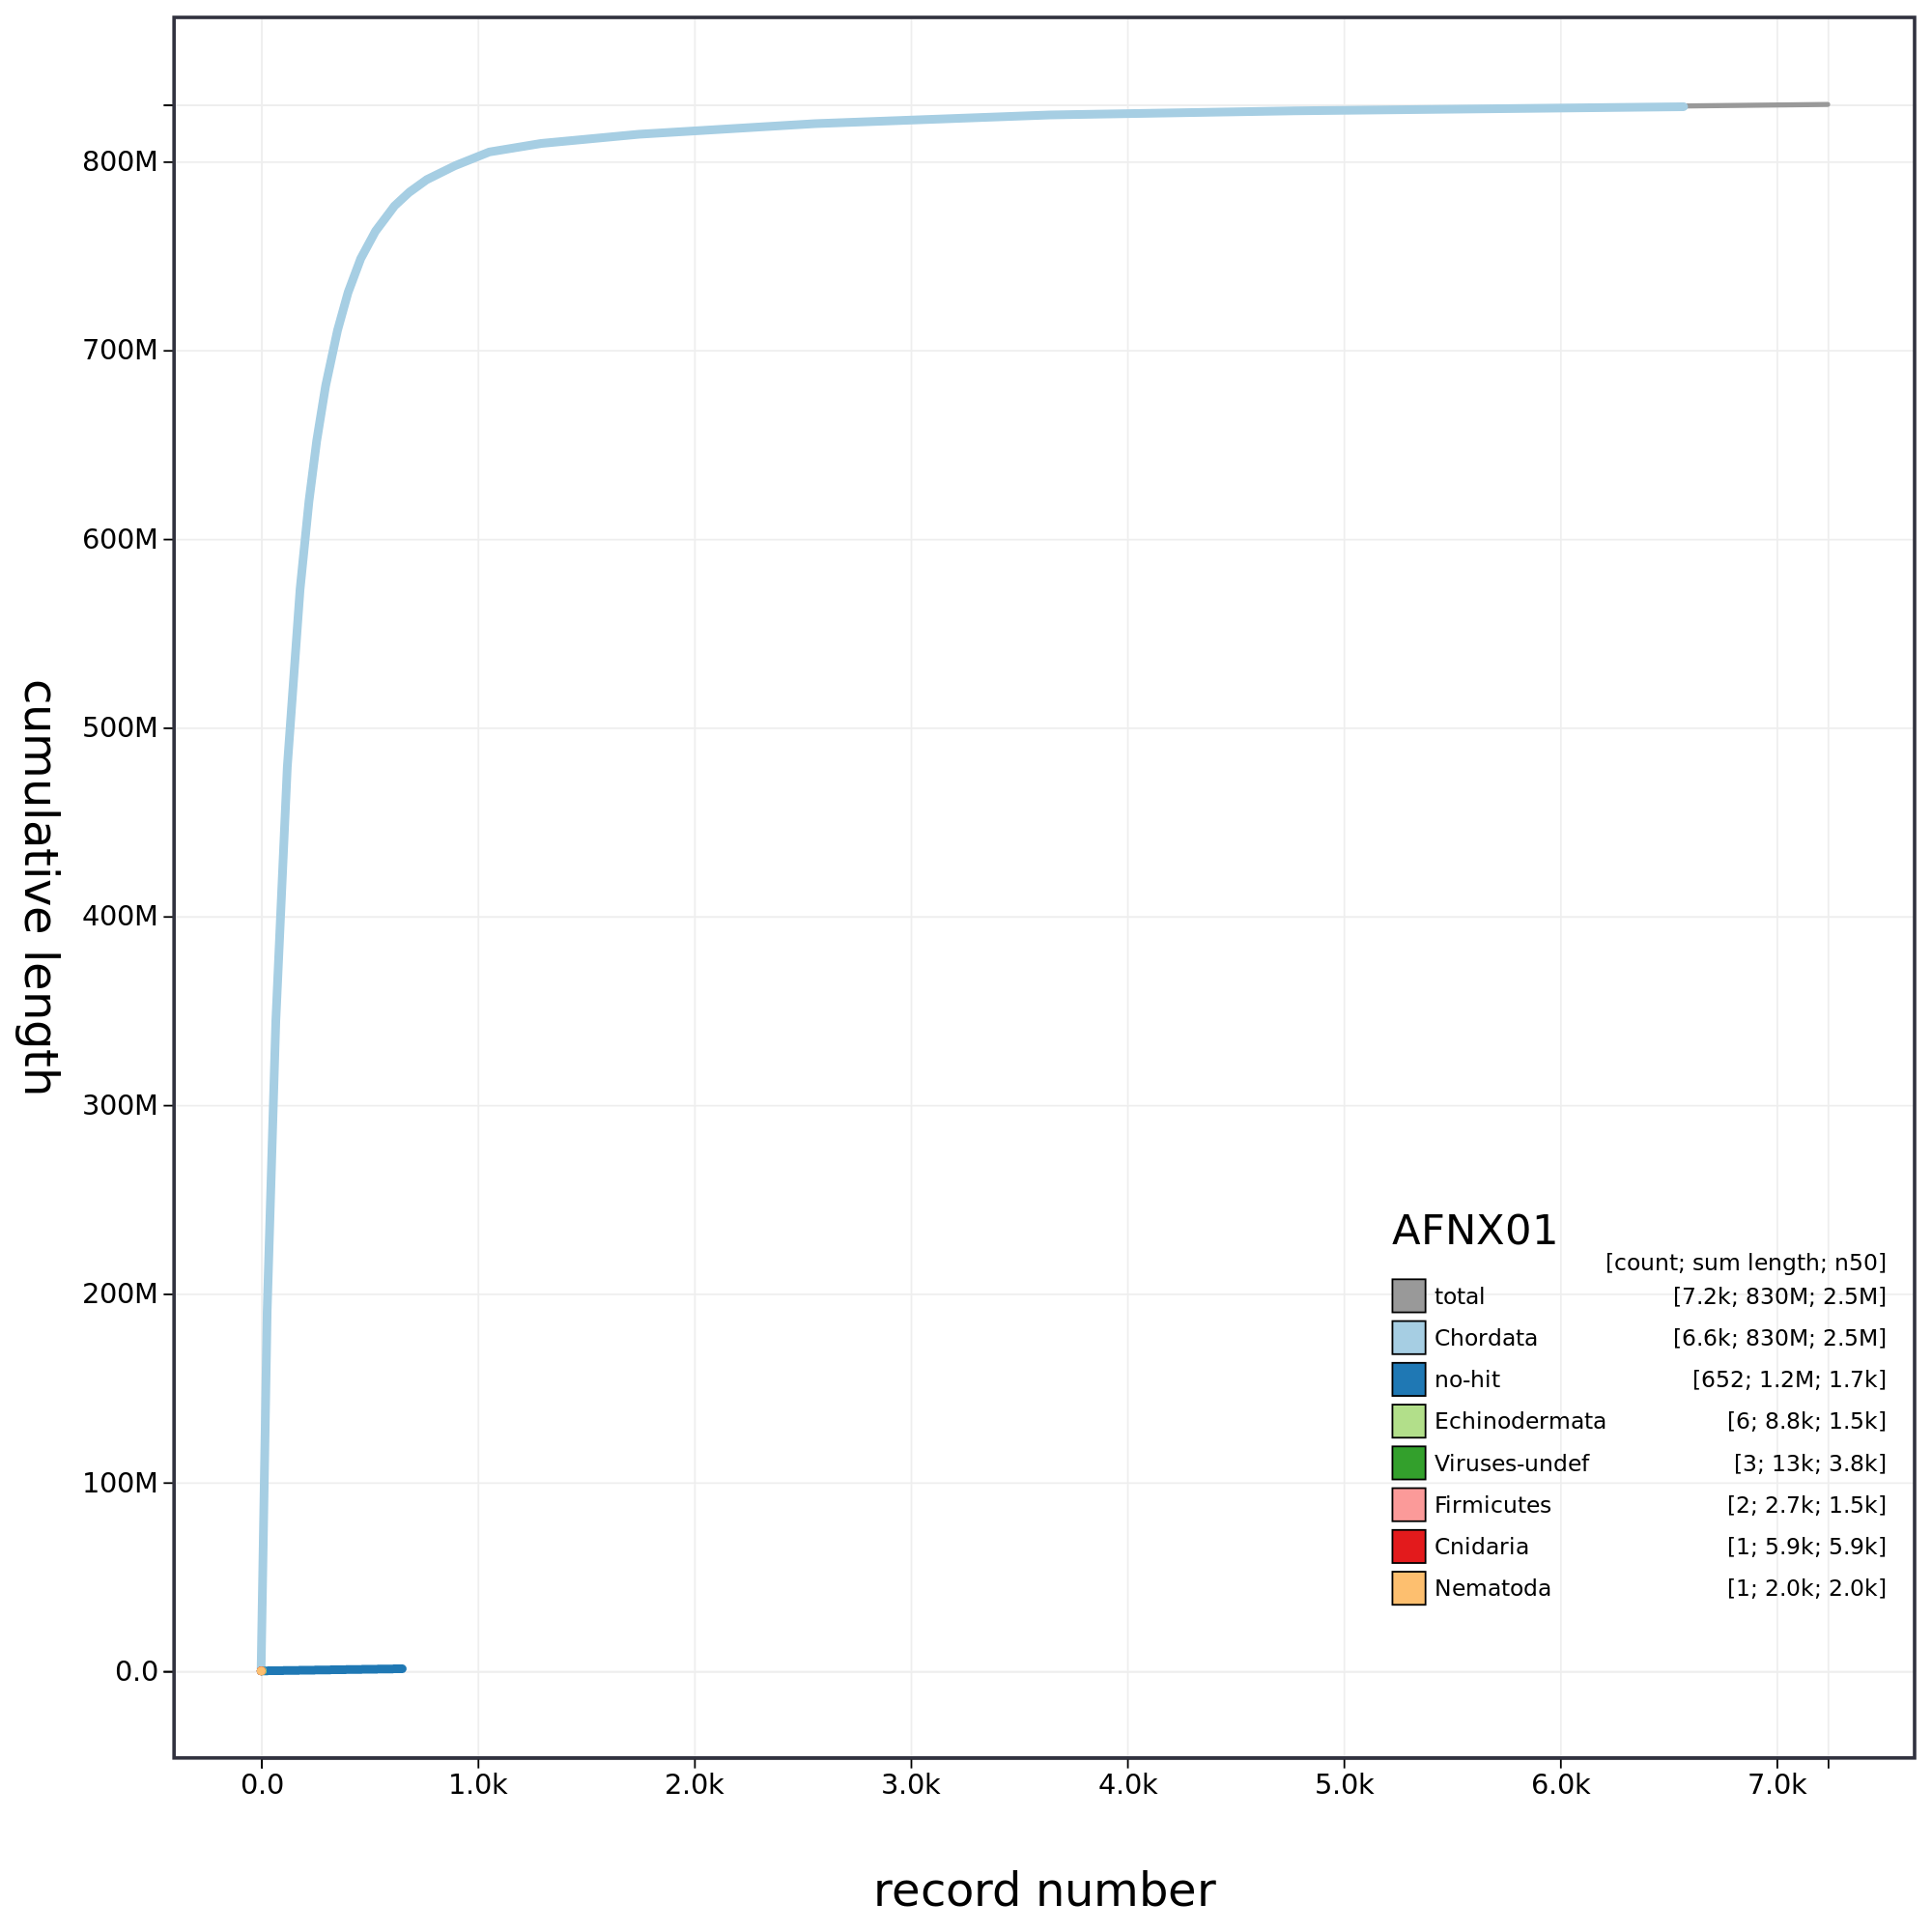 800M
700M
600M
500M
400M
300M
200M
100M
0.0
cumulative length
0.0 1.0k 2.0k 3.0k 4.0k 5.0k 6.0k 7.0k
record number
AFNX01
[count; sum length; n50]
total [7.2k; 830M; 2.5M]
Chordata [6.6k; 830M; 2.5M]
no-hit [652; 1.2M; 1.7k]
Echinodermata [6; 8.8k; 1.5k]
Viruses-undef [3; 13k; 3.8k]
Firmicutes [2; 2.7k; 1.5k]
Cnidaria [1; 5.9k; 5.9k]
Nematoda [1; 2.0k; 2.0k]